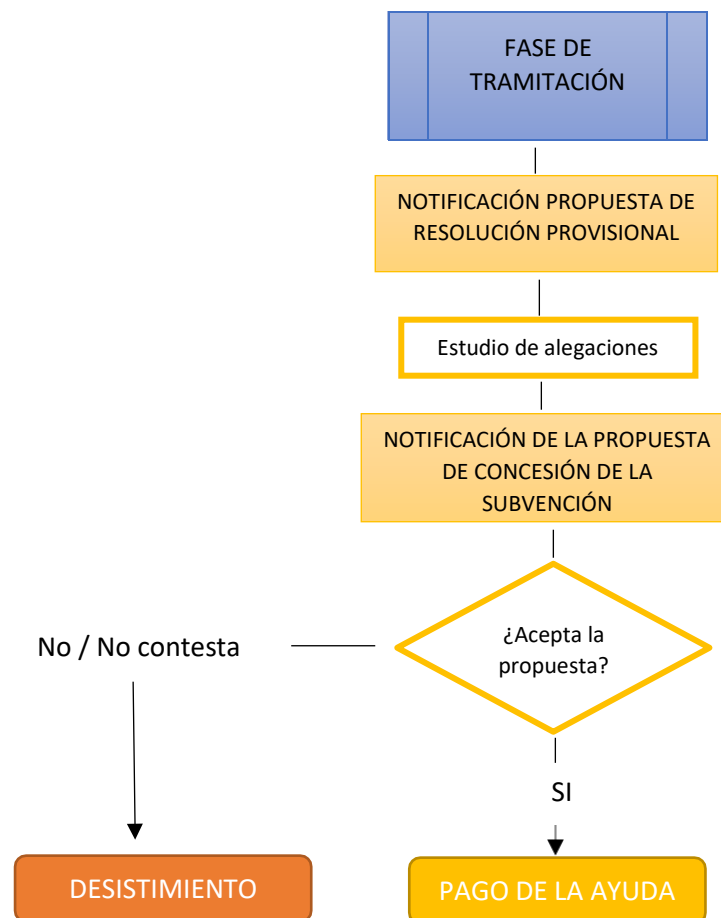 FASE DE
TRAMITACIÓN
NOTIFICACIÓN PROPUESTA DE
RESOLUCIÓN PROVISIONAL
Estudio de alegaciones
NOTIFICACIÓN DE LA PROPUESTA
DE CONCESIÓN DE LA
SUBVENCIÓN
¿Acepta la
propuesta?
No / No contesta
SI
DESISTIMIENTO
PAGO DE LA AYUDA